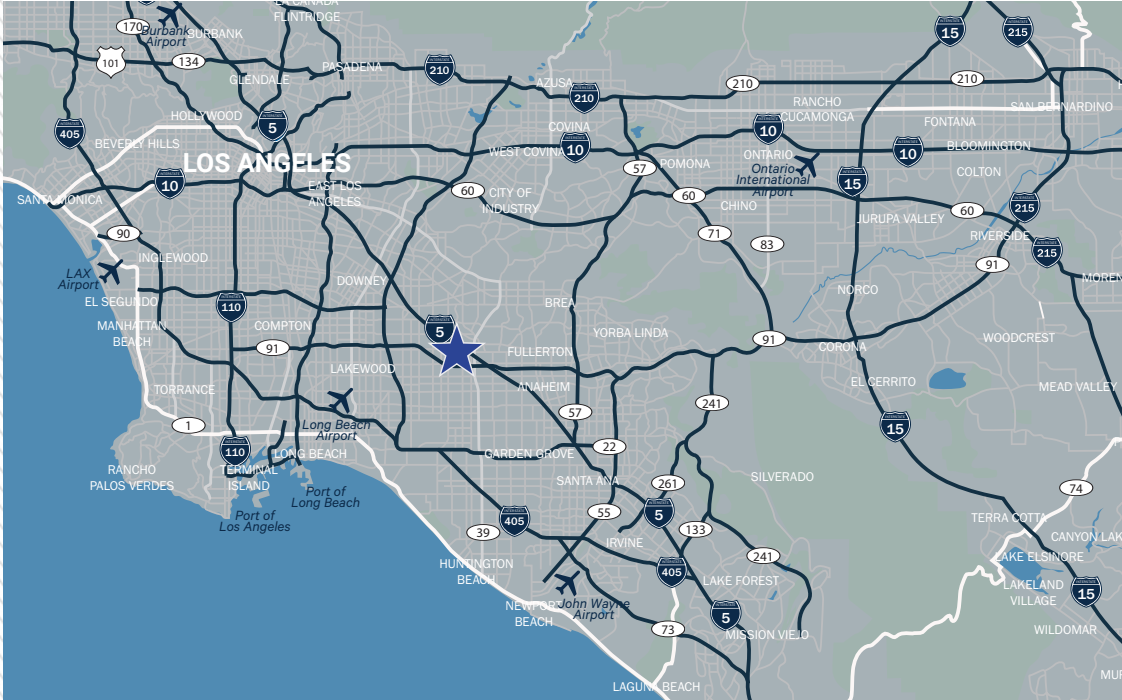 LA CANADA
FLINTRIDGE
170
Burbank
Airport
BURBANK
15
215
101
134
PASADENA
210
GLENDALE
AZUSA
210
210
210
RANCHO
CUCAMONGA
SAN BERNARDINO
HOLLYWOOD
5
COVINA
10
FONTANA
405
BEVERLY HILLS
WEST COVINA
10
ONTARIO
10
BLOOMINGTON
LOS ANGELES
57
POMONA
Ontario
International
Airport
COLTON
10
EAST LOS
ANGELES
60
CITY OF
INDUSTRY
60
CHINO
15
SANTA MONICA
60
215
JURUPA VALLEY
90
71
83
RIVERSIDE
215
INGLEWOOD
91
LAX
Airport
DOWNEY
NORCO
EL SEGUNDO
110
BREA
MANHATTAN
BEACH
COMPTON
5
YORBA LINDA
WOODCREST
91
FULLERTON
91
CORONA
LAKEWOOD
EL CERRITO
TORRANCE
ANAHEIM
MEAD VALLEY
241
57
1
Long Beach
Airport
15
110
22
LONG BEACH
GARDEN GROVE
RANCHO
PALOS VERDES
TERMINAL
ISLAND
SANTA ANA
261
SILVERADO
Port of
Long Beach
74
Port of
Los Angeles
405
55
5
TERRA COTTA
39
133
IRVINE
241
LAKE ELSINORE
HUNTINGTON
BEACH
405
LAKE FOREST
LAKELAND
VILLAGE
15
NEWPORT
BEACH
John Wayne
Airport
5
73
MISSION VIEJO
WILDOMAR
LAGUNA BEACH